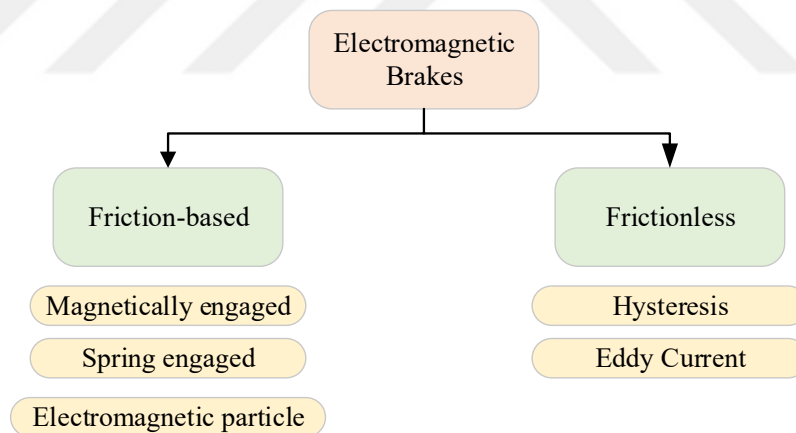 Electromagnetic
Brakes
Friction-based
Frictionless
Magnetically engaged
Hysteresis
Spring engaged
Eddy Current
Electromagnetic particle